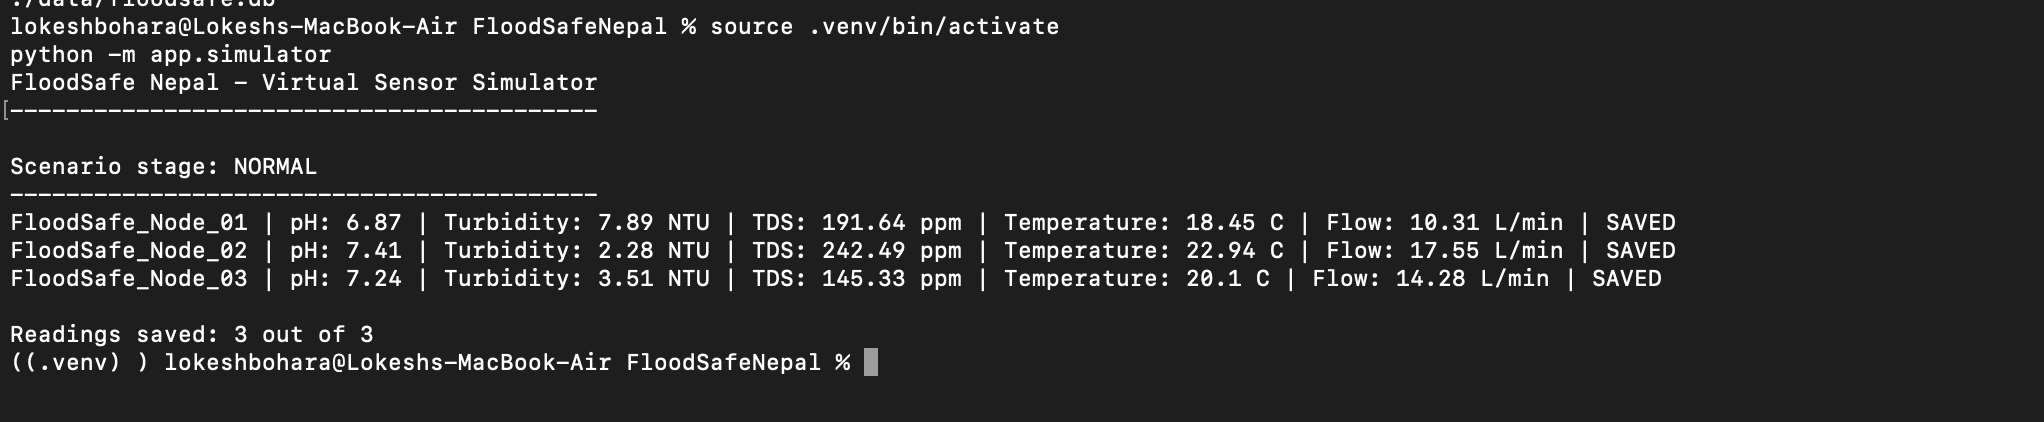 ./data/floodsafe.db
lokeshbohara@Lokeshs-MacBook-Air FloodSafeNepal % source .venv/bin/activate
python -m app.simulator
FloodSafe Nepal - Virtual Sensor Simulator
[------------------------------------------

Scenario stage: NORMAL
------------------------------------------
FloodSafe_Node_01 | pH: 6.87 | Turbidity: 7.89 NTU | TDS: 191.64 ppm | Temperature: 18.45 C | Flow: 10.31 L/min | SAVED
FloodSafe_Node_02 | pH: 7.41 | Turbidity: 2.28 NTU | TDS: 242.49 ppm | Temperature: 22.94 C | Flow: 17.55 L/min | SAVED
FloodSafe_Node_03 | pH: 7.24 | Turbidity: 3.51 NTU | TDS: 145.33 ppm | Temperature: 20.1 C | Flow: 14.28 L/min | SAVED

Readings saved: 3 out of 3
((.venv) ) lokeshbohara@Lokeshs-MacBook-Air FloodSafeNepal %